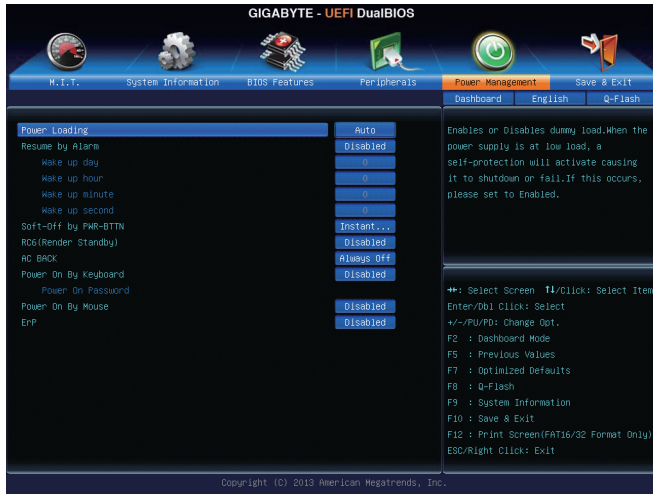 GIGABYTE - UEFI DualBIOS
M.I.T. System Information BIOS Features Peripherals Power Management Save & Exit
Dashboard English Q-Flash
Power Loading Auto
Resume by Alarm Disabled
Wake up day 0
Wake up hour 0
Wake up minute 0
Wake up second 0
Soft-Off by PWR-BTTN Instant...
RC6(Render Standby) Disabled
AC BACK Always Off
Power On By Keyboard Disabled
Power On Password
Power On By Mouse Disabled
ErP Disabled
Enables or Disables dummy load.When the
power supply is at low load, a
self-protection will activate causing
it to shutdown or fail.If this occurs,
please set to Enabled.
→←: Select Screen ↑↓/Click: Select Item
Enter/Dbl Click: Select
+/-/PU/PD: Change Opt.
F2 : Dashboard Mode
F5 : Previous Values
F7 : Optimized Defaults
F8 : Q-Flash
F9 : System Information
F10 : Save & Exit
F12 : Print Screen(FAT16/32 Format Only)
ESC/Right Click: Exit
Copyright (C) 2013 American Megatrends, Inc.